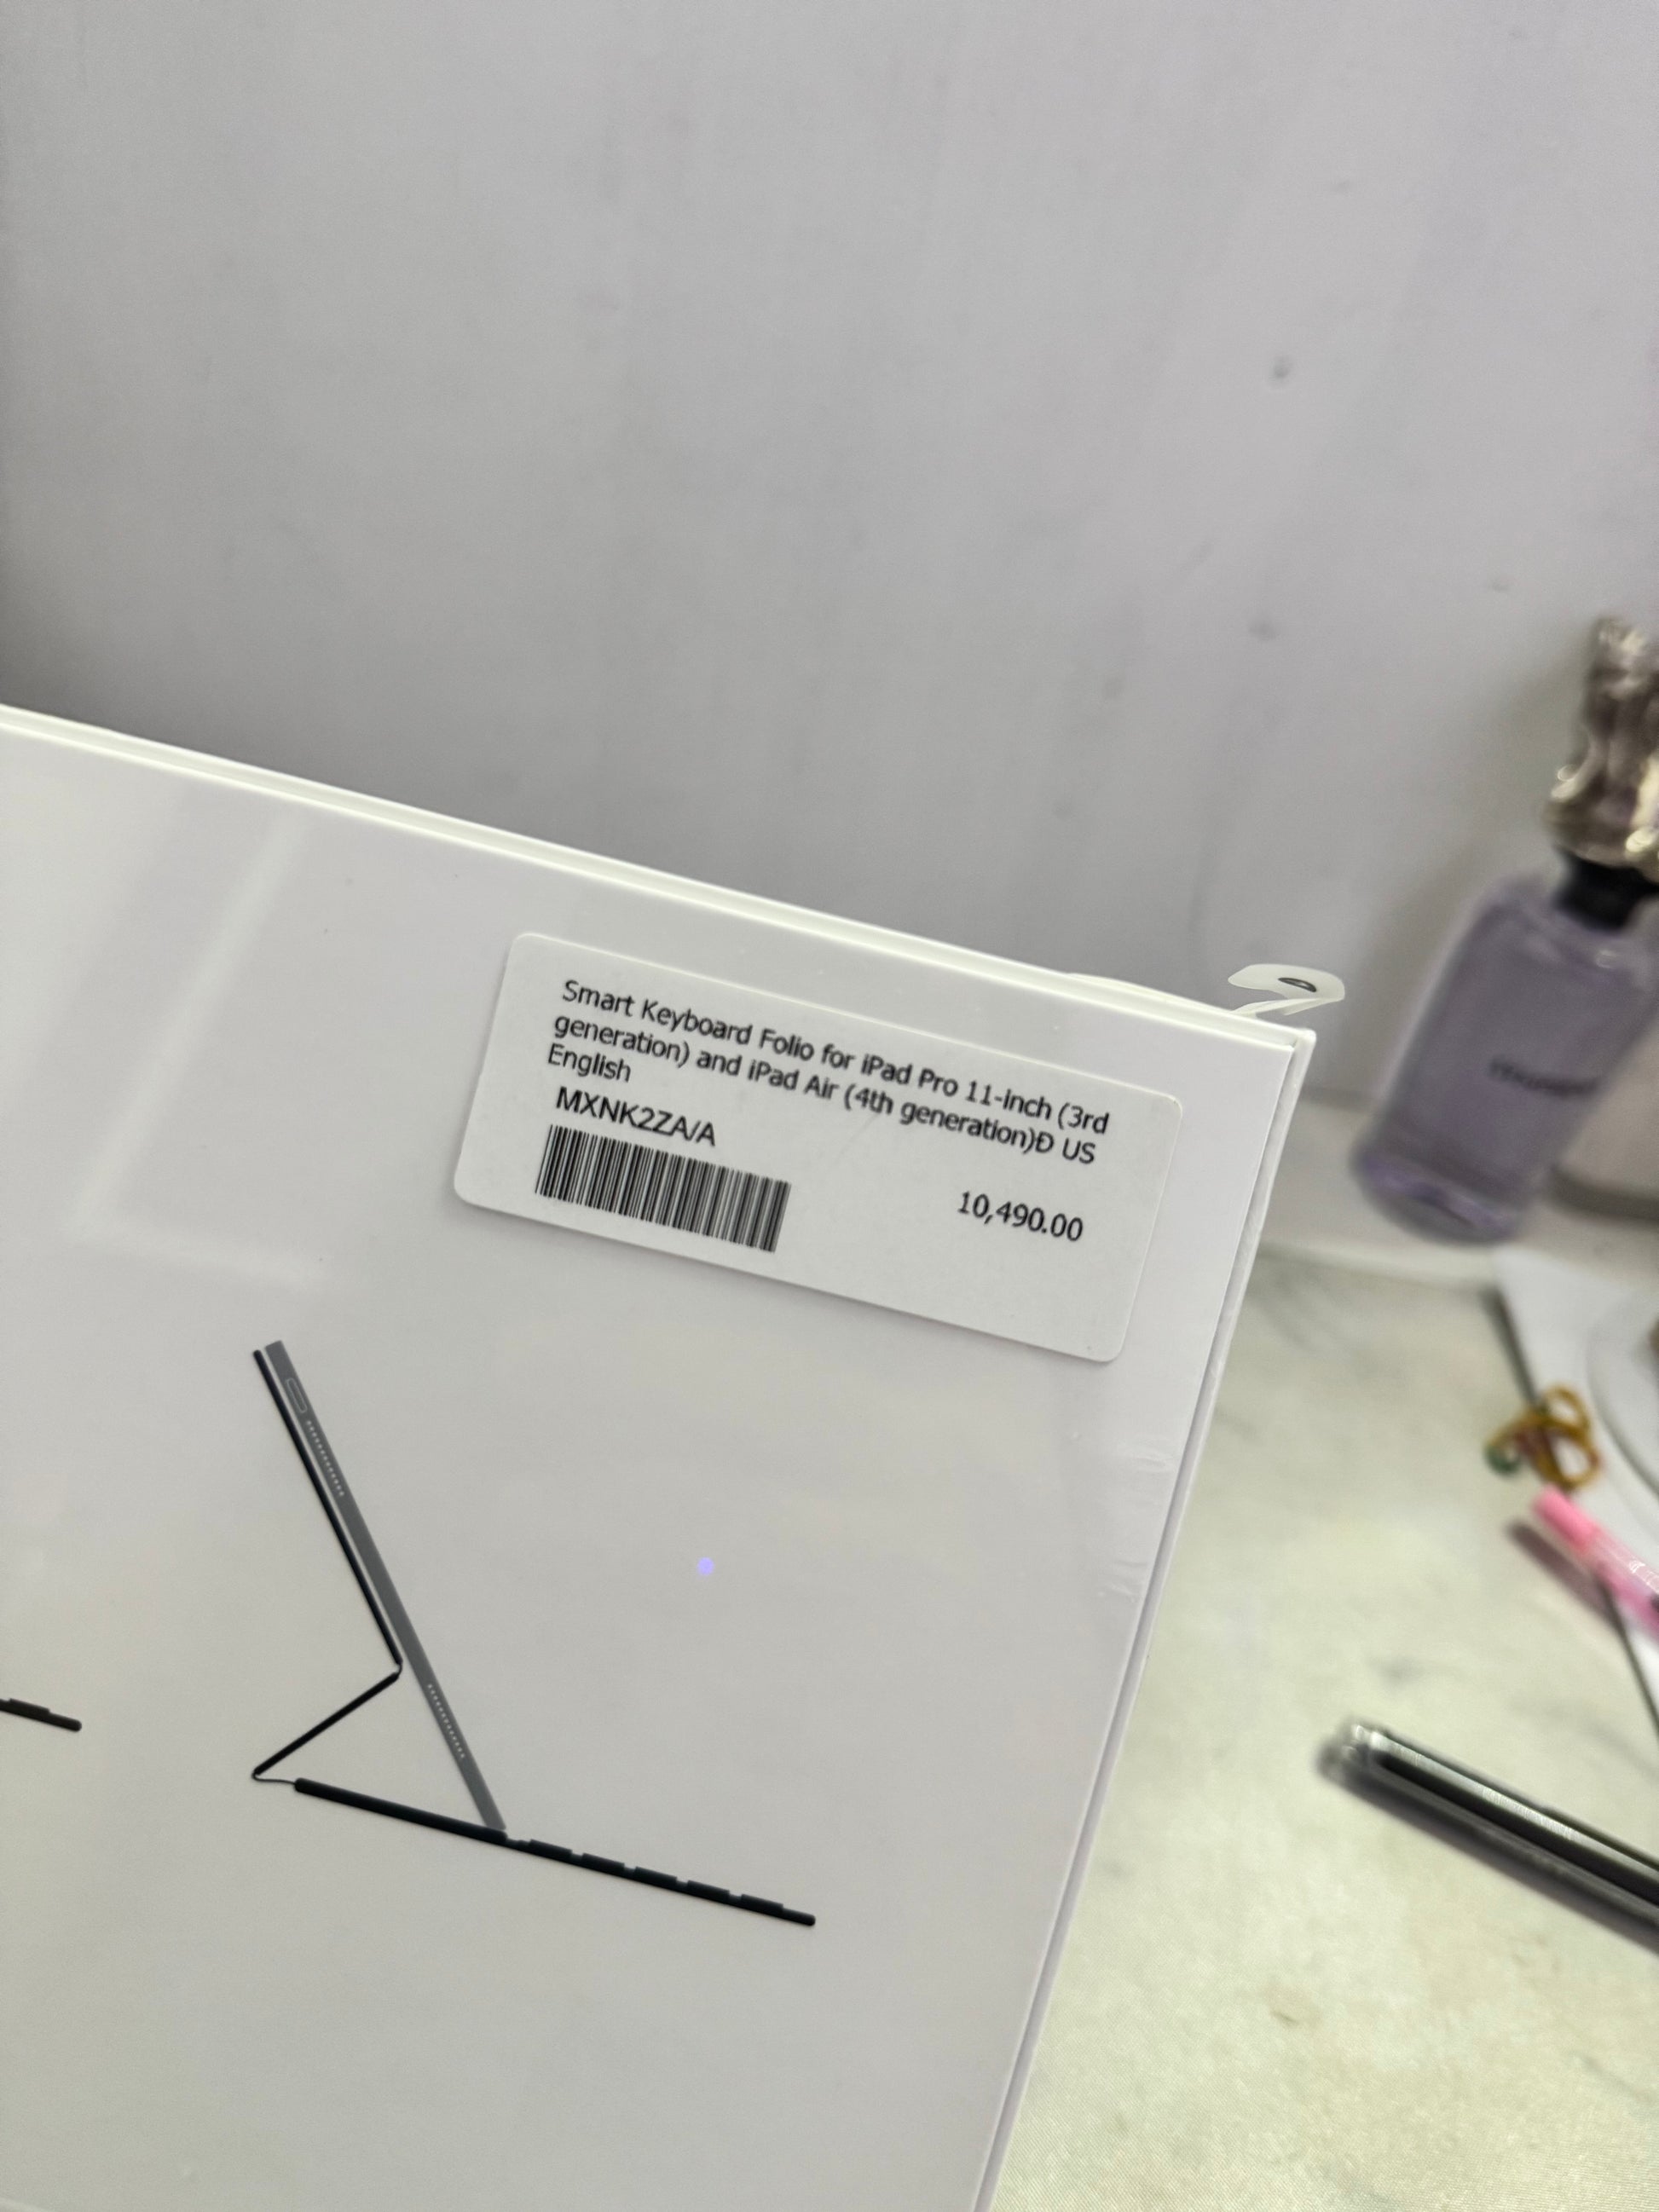 Smart Keyboard Folio for iPad Pro 11-inch (3rd
generation) and iPad Air (4th generation)Đ US
English
MXNK2ZA/A
10,490.00